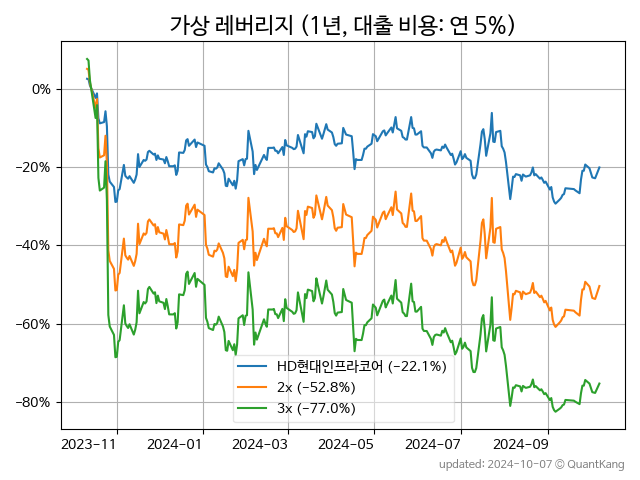 가상 레버리지 (1년, 대출 비용: 연 5%)
0%
−20%
−40%
−60%
−80%
HD현대인프라코어 (−22.1%)
2x (−52.8%)
3x (−77.0%)
2023-11 2024-01 2024-03 2024-05 2024-07 2024-09
updated: 2024-10-07 © QuantKang